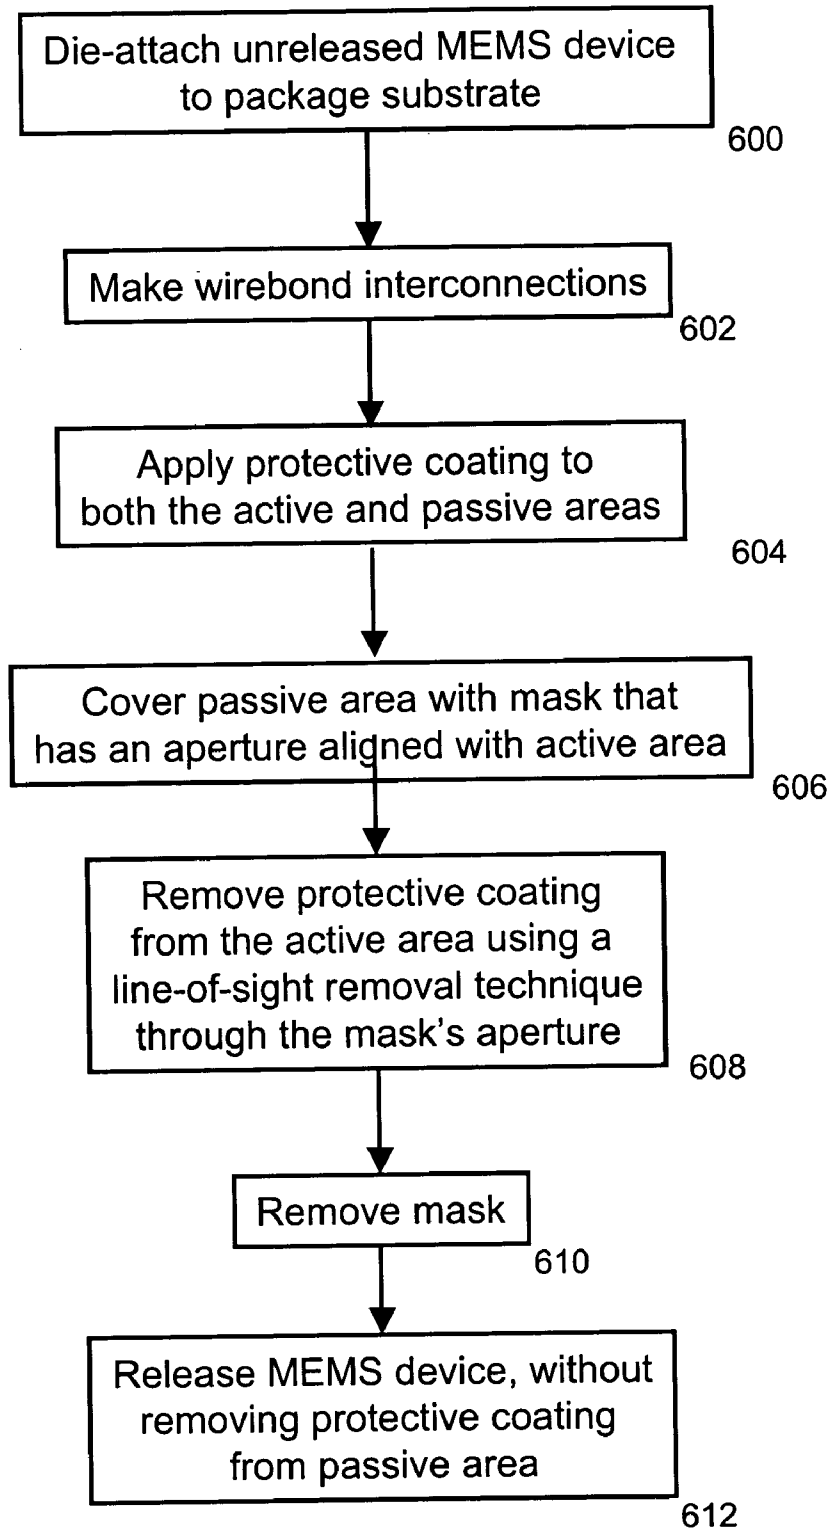 Die-attach unreleased MEMS device
to package substrate
600
Make wirebond interconnections
602
Apply protective coating to
both the active and passive areas
604
Cover passive area with mask that
has an aperture aligned with active area
606
Remove protective coating
from the active area using a
line-of-sight removal technique
through the mask's aperture
608
Remove mask
610
Release MEMS device, without
removing protective coating
from passive area
612